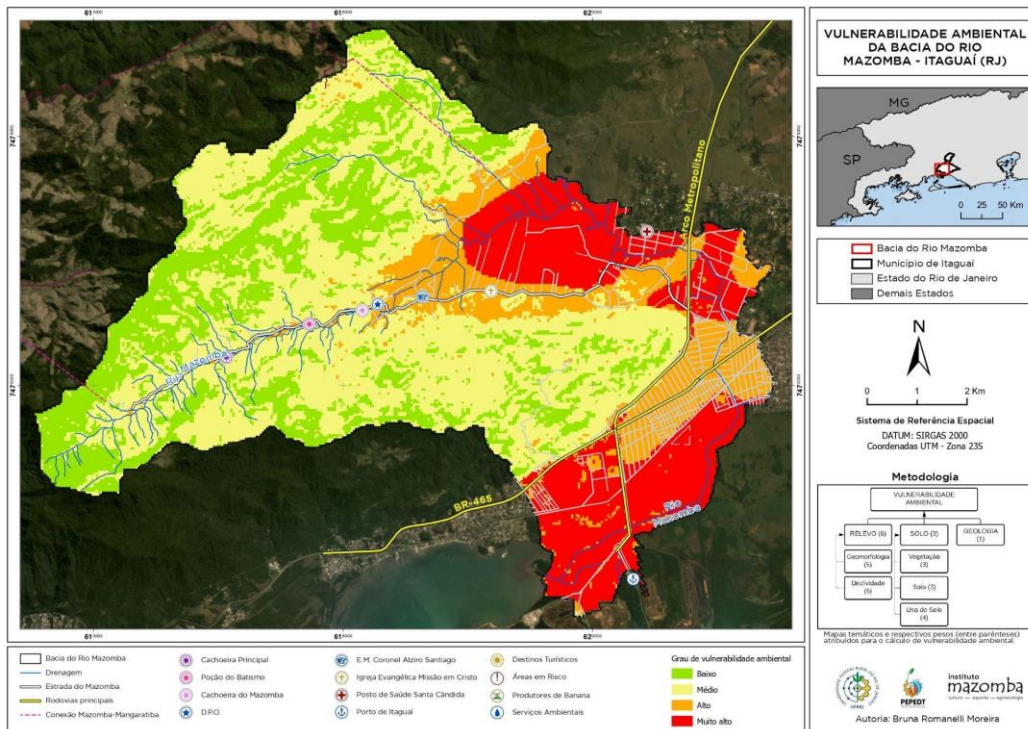 VULNERABILIDADE AMBIENTAL
DA BACIA DO RIO
MAZOMBA - ITAGUAÍ (RJ)
MG
SP
0 25 50 Km
Bacia do Rio Mazomba
Município de Itaguaí
Estado do Rio de Janeiro
Demais Estados
N
0 1 2 Km
Sistema de Referência Espacial
DATUM: SIRGAS 2000
Coordenadas UTM - Zona 23S
Metodologia
VULNERABILIDADE
AMBIENTAL
RELEVO (6)
SOLO (3)
GEOLOGIA
(1)
Geomorfologia
(5)
Vegetação
(3)
Declividade
(5)
Solo (3)
Uso do Solo
(4)
Mapas temáticos e respectivos pesos (entre parênteses)
atribuídos para o cálculo de vulnerabilidade ambiental.
UFRRJ
PEPEDT
instituto
mazomba
cultura — esporte — agroecologia
Autoria: Bruna Romanelli Moreira
Metropolitano
Rio Mazomba
BR-465
Rio
Mazomba
Bacia do Rio Mazomba
Drenagem
Estrada do Mazomba
Rodovias principais
Conexão Mazomba-Mangaratiba
Cachoeira Principal
Poção do Batismo
Cachoeira do Mazomba
D.P.O.
E.M. Coronel Alziro Santiago
Igreja Evangélica Missão em Cristo
Posto de Saúde Santa Cândida
Porto de Itaguaí
Destinos Turísticos
Áreas em Risco
Produtores de Banana
Serviços Ambientais
Grau de vulnerabilidade ambiental
Baixo
Médio
Alto
Muito alto